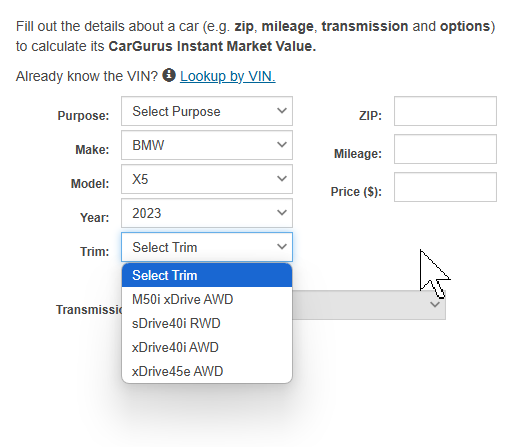 Fill out the details about a car (e.g. zip, mileage, transmission and options)
to calculate its CarGurus Instant Market Value.
Already know the VIN? i Lookup by VIN.
Purpose: Select Purpose
ZIP:
Make: BMW
Mileage:
Model: X5
Price ($):
Year: 2023
Trim: Select Trim
Select Trim
M50i xDrive AWD
Transmissio
sDrive40i RWD
xDrive40i AWD
xDrive45e AWD